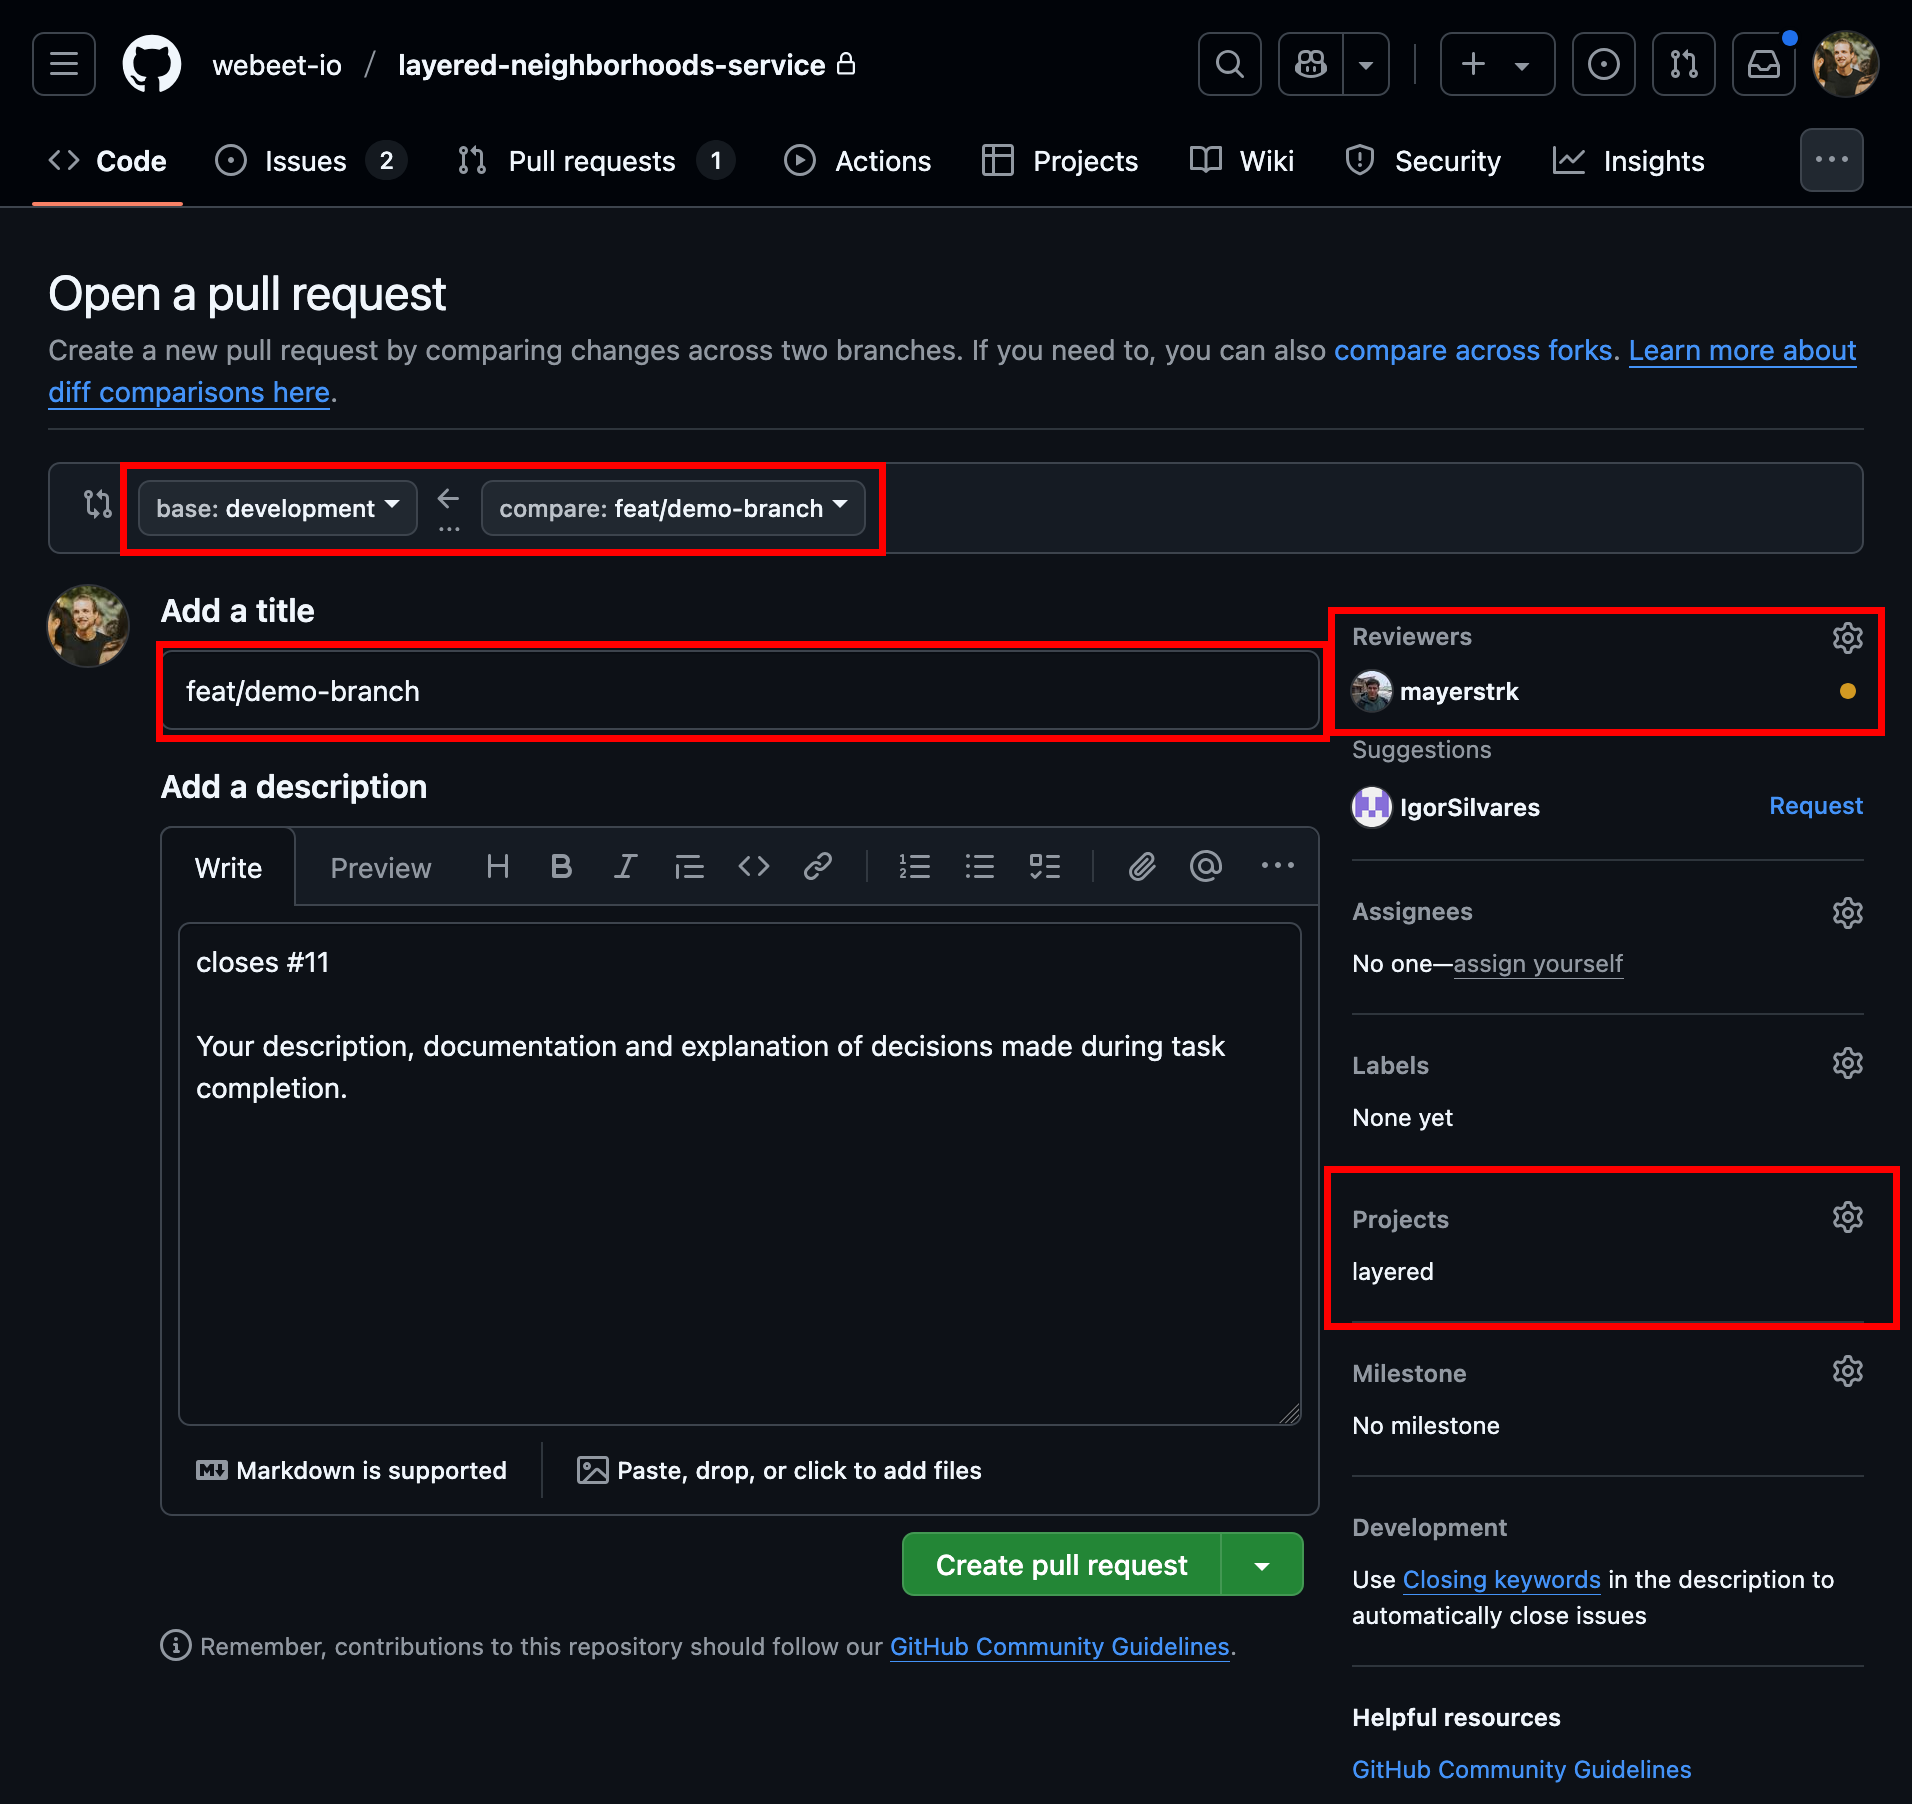 webeet-io / layered-neighborhoods-service
Code Issues 2 Pull requests 1 Actions Projects Wiki Security Insights
Open a pull request
Create a new pull request by comparing changes across two branches. If you need to, you can also compare across forks. Learn more about
diff comparisons here.
base: development compare: feat/demo-branch
Add a title
feat/demo-branch
Add a description
Write Preview
closes #11
Your description, documentation and explanation of decisions made during task
completion.
Markdown is supported
Paste, drop, or click to add files
Create pull request
Remember, contributions to this repository should follow our GitHub Community Guidelines.
Reviewers
mayerstrk
Suggestions
IgorSilvares Request
Assignees
No one—assign yourself
Labels
None yet
Projects
layered
Milestone
No milestone
Development
Use Closing keywords in the description to
automatically close issues
Helpful resources
GitHub Community Guidelines